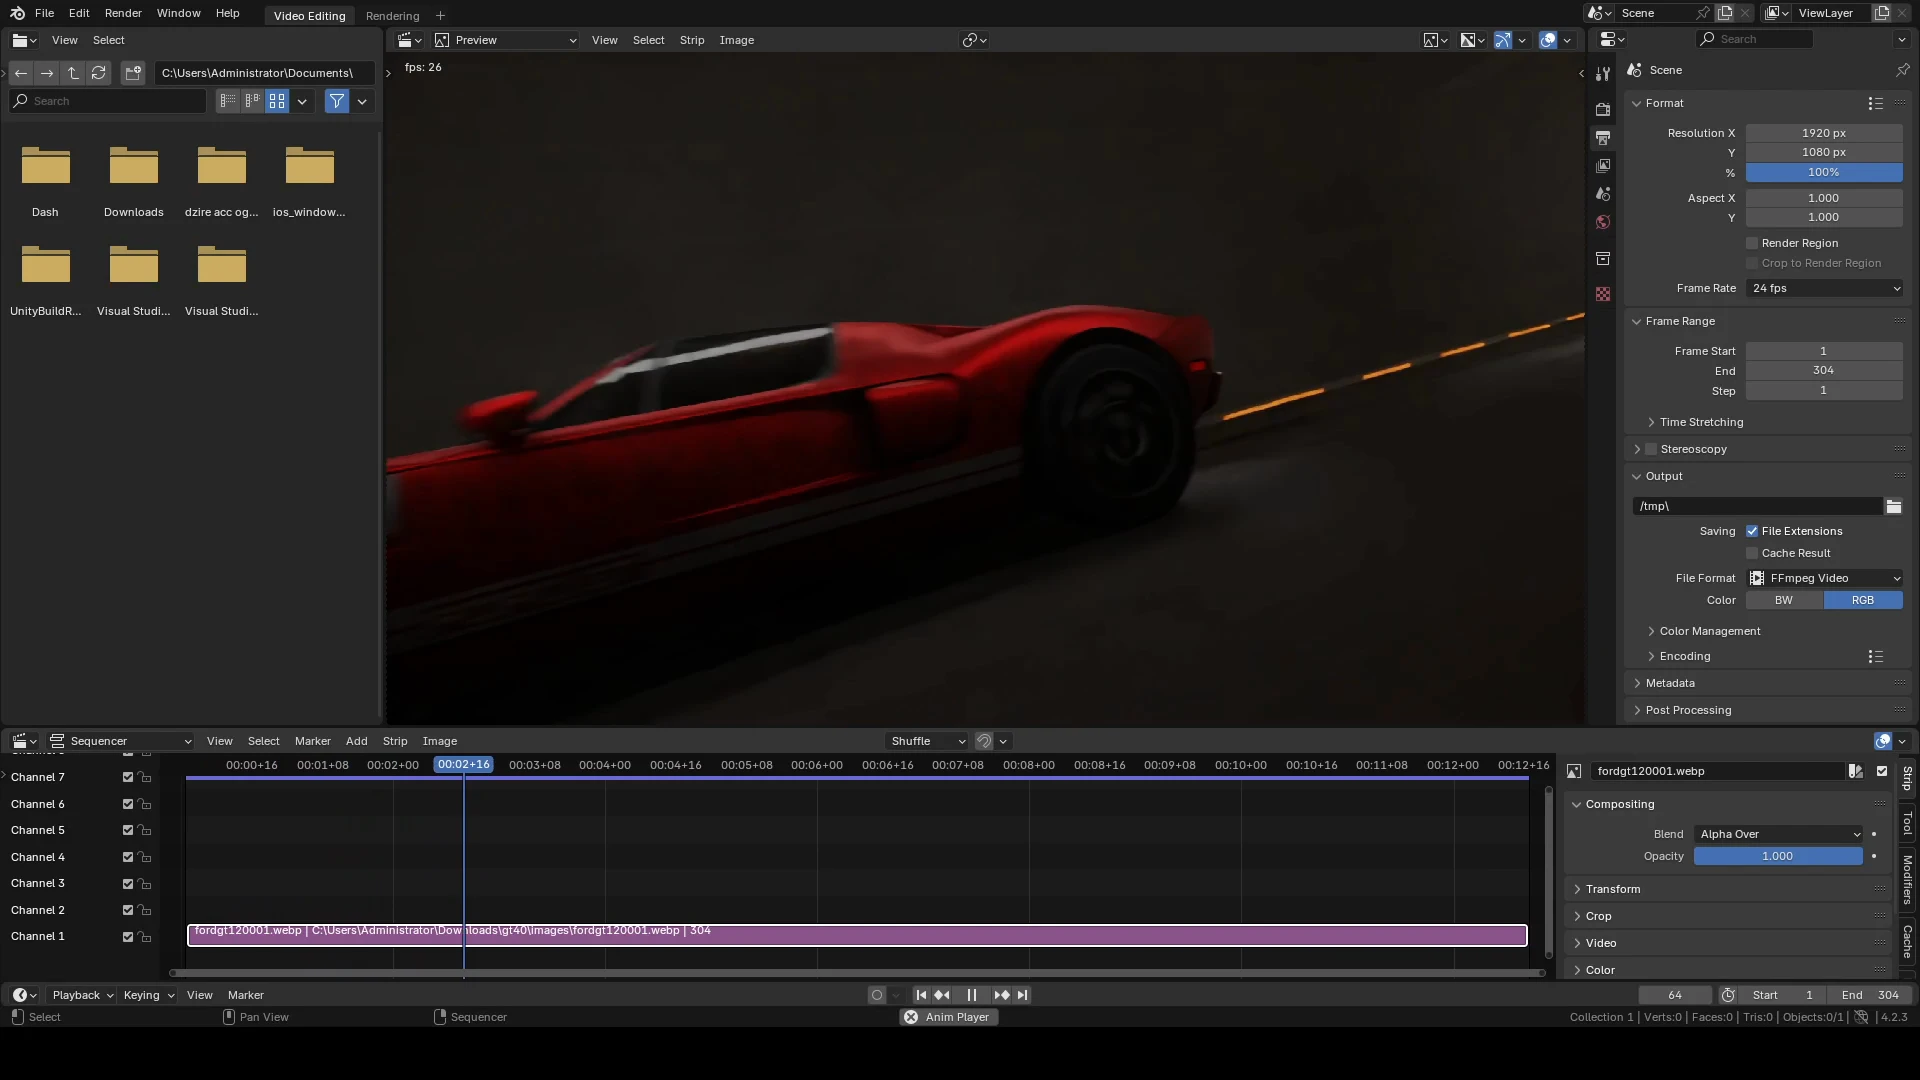 File Edit Render Window Help Video Editing Rendering + Scene ViewLayer
View Select
C:\Users\Administrator\Documents\
Search
Dash Downloads dzire acc og... ios_window...
UnityBuildR... Visual Studi... Visual Studi...
Preview View Select Strip Image
fps: 26
Search
Scene
Format
Resolution X 1920 px
Y 1080 px
% 100%
Aspect X 1.000
Y 1.000
Render Region
Crop to Render Region
Frame Rate 24 fps
Frame Range
Frame Start 1
End 304
Step 1
Time Stretching
Stereoscopy
Output
/tmp\
Saving File Extensions
Cache Result
File Format FFmpeg Video
Color BW RGB
Color Management
Encoding
Metadata
Post Processing
Sequencer View Select Marker Add Strip Image Shuffle
00:00+16 00:01+08 00:02+00 00:02+16 00:03+08 00:04+00 00:04+16 00:05+08 00:06+00 00:06+16 00:07+08 00:08+00 00:08+16 00:09+08 00:10+00 00:10+16 00:11+08 00:12+00 00:12+16
Channel 7
Channel 6
Channel 5
Channel 4
Channel 3
Channel 2
Channel 1
fordgt120001.webp | C:\Users\Administrator\Downloads\gt40\images\fordgt120001.webp | 304
fordgt120001.webp
Compositing
Blend Alpha Over
Opacity 1.000
Transform
Crop
Video
Color
Strip
Tool
Modifiers
Cache
Playback Keying View Marker 64 Start 1 End 304
Select Pan View Sequencer Anim Player Collection 1 | Verts:0 | Faces:0 | Tris:0 | Objects:0/1 | 4.2.3